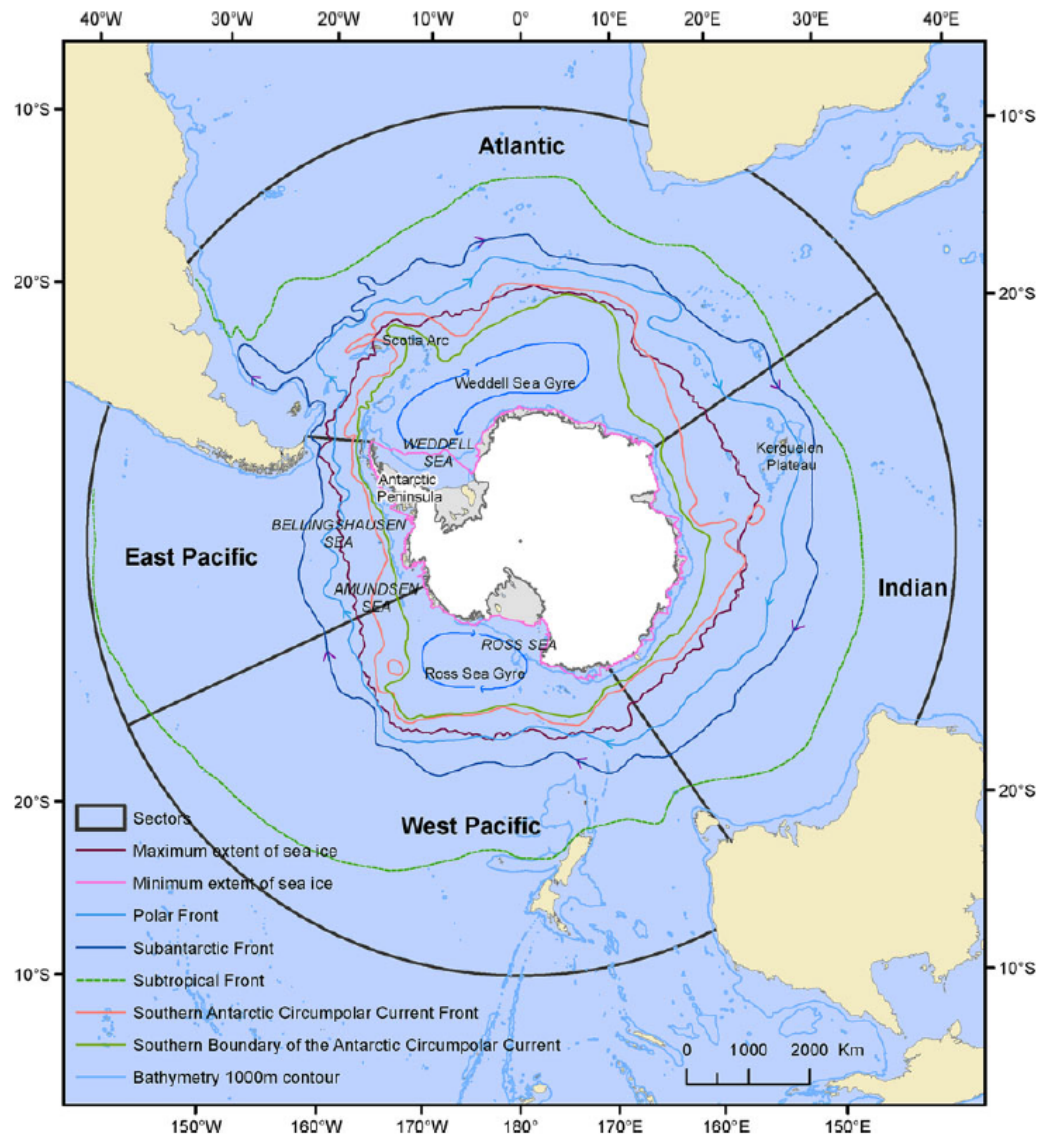 40°W 30°W 20°W 10°W 0° 10°E 20°E 30°E 40°E
10°S 10°S
Atlantic
20°S 20°S
Scotia Arc
Weddell Sea Gyre
WEDDELL
SEA
Kerguelen
Plateau
Antarctic
Peninsula
BELLINGSHAUSEN
SEA
East Pacific
Indian
AMUNDSEN
SEA
ROSS SEA
Ross Sea Gyre
20°S 20°S
West Pacific
Sectors
Maximum extent of sea ice
Minimum extent of sea ice
Polar Front
Subantarctic Front
10°S 10°S
Subtropical Front
Southern Antarctic Circumpolar Current Front
Southern Boundary of the Antarctic Circumpolar Current
Bathymetry 1000m contour
0 1000 2000 Km
150°W 160°W 170°W 180° 170°E 160°E 150°E